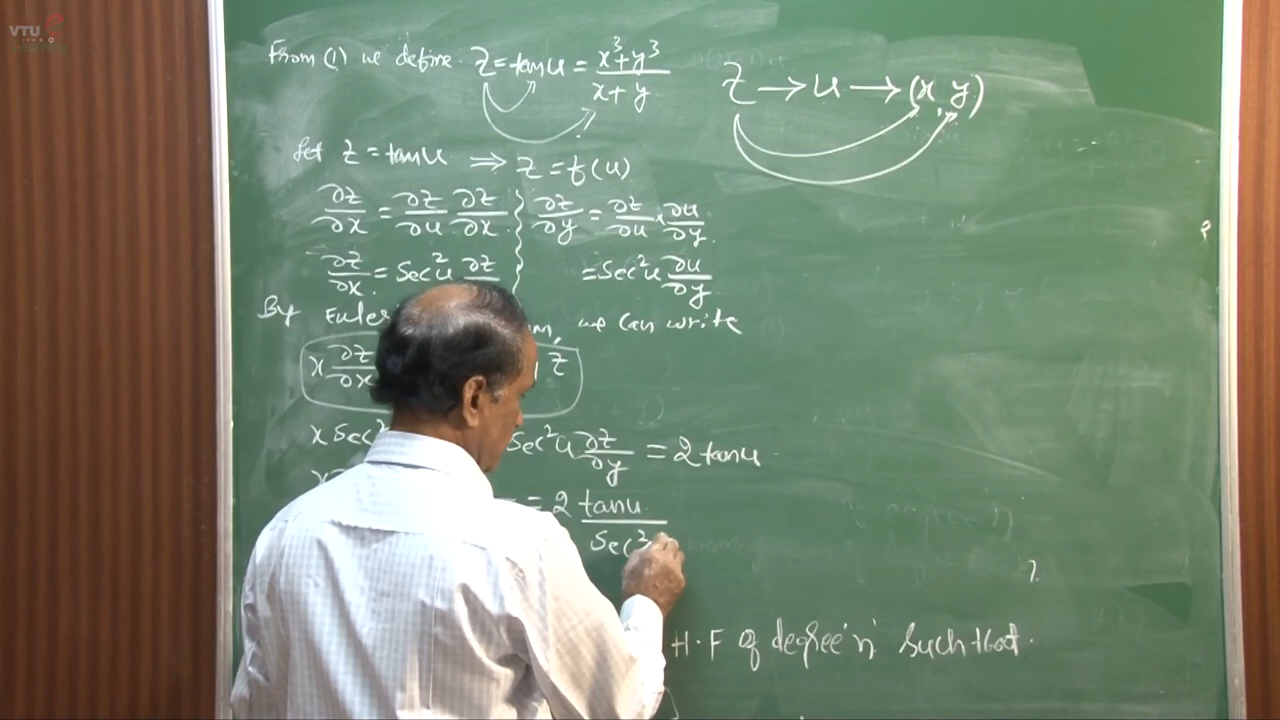 VTU
From (1) we define. Z = tan u = x³+y³ / x+y
Z → u → (x, y)
Let Z = tan u ⇒ Z = f(u)
∂Z/∂x = ∂Z/∂u ∂Z/∂x } ∂Z/∂y = ∂Z/∂u × ∂u/∂y.
∂Z/∂x. = Sec²u ∂Z } = Sec²u ∂u/∂y
By Euler , we can write
x ∂Z/∂x Z
x Sec² Sec²u ∂Z/∂y = 2 tan u
= 2 tan u / Sec²
H.F of degree 'n' such that.